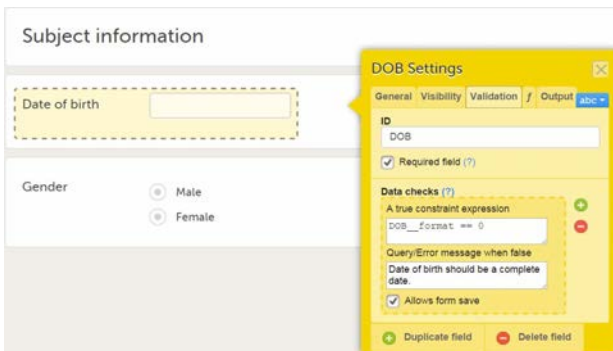 Subject information
Date of birth
Gender
Male
Female
DOB Settings
General Visibility Validation f Output abc
ID
DOB
Required field (?)
Data checks (?)
A true constraint expression
DOB__format == 0
Query/Error message when false
Date of birth should be a complete
date.
Allows form save
Duplicate field Delete field